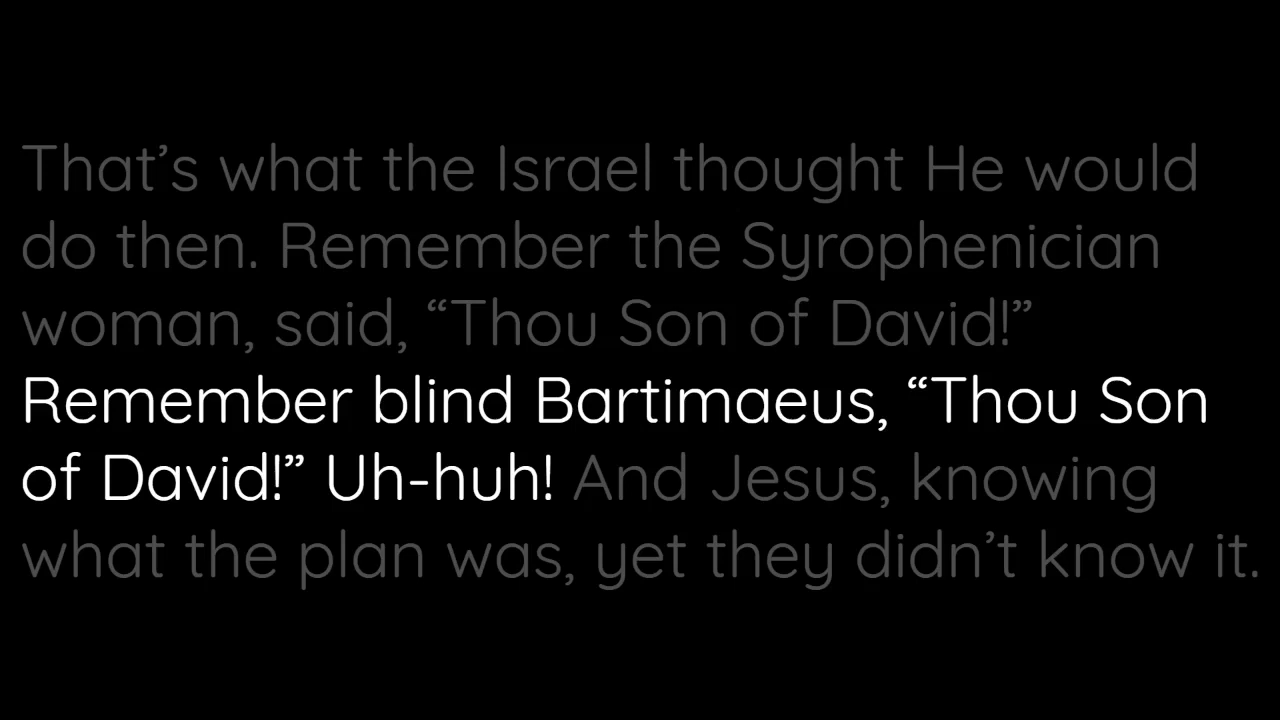 That’s what the Israel thought He would
do then. Remember the Syrophenician
woman, said, “Thou Son of David!”
Remember blind Bartimaeus, “Thou Son
of David!” Uh-huh! And Jesus, knowing
what the plan was, yet they didn’t know it.